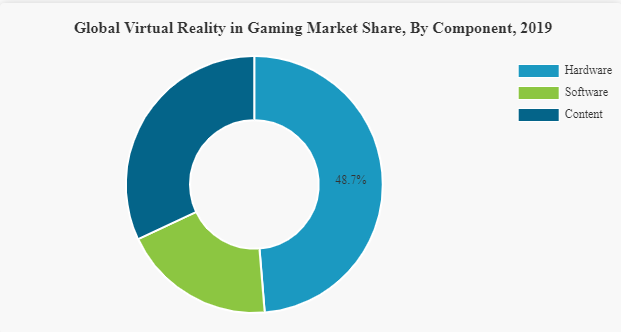 Global Virtual Reality in Gaming Market Share, By Component, 2019
Hardware
Software
Content
48.7%